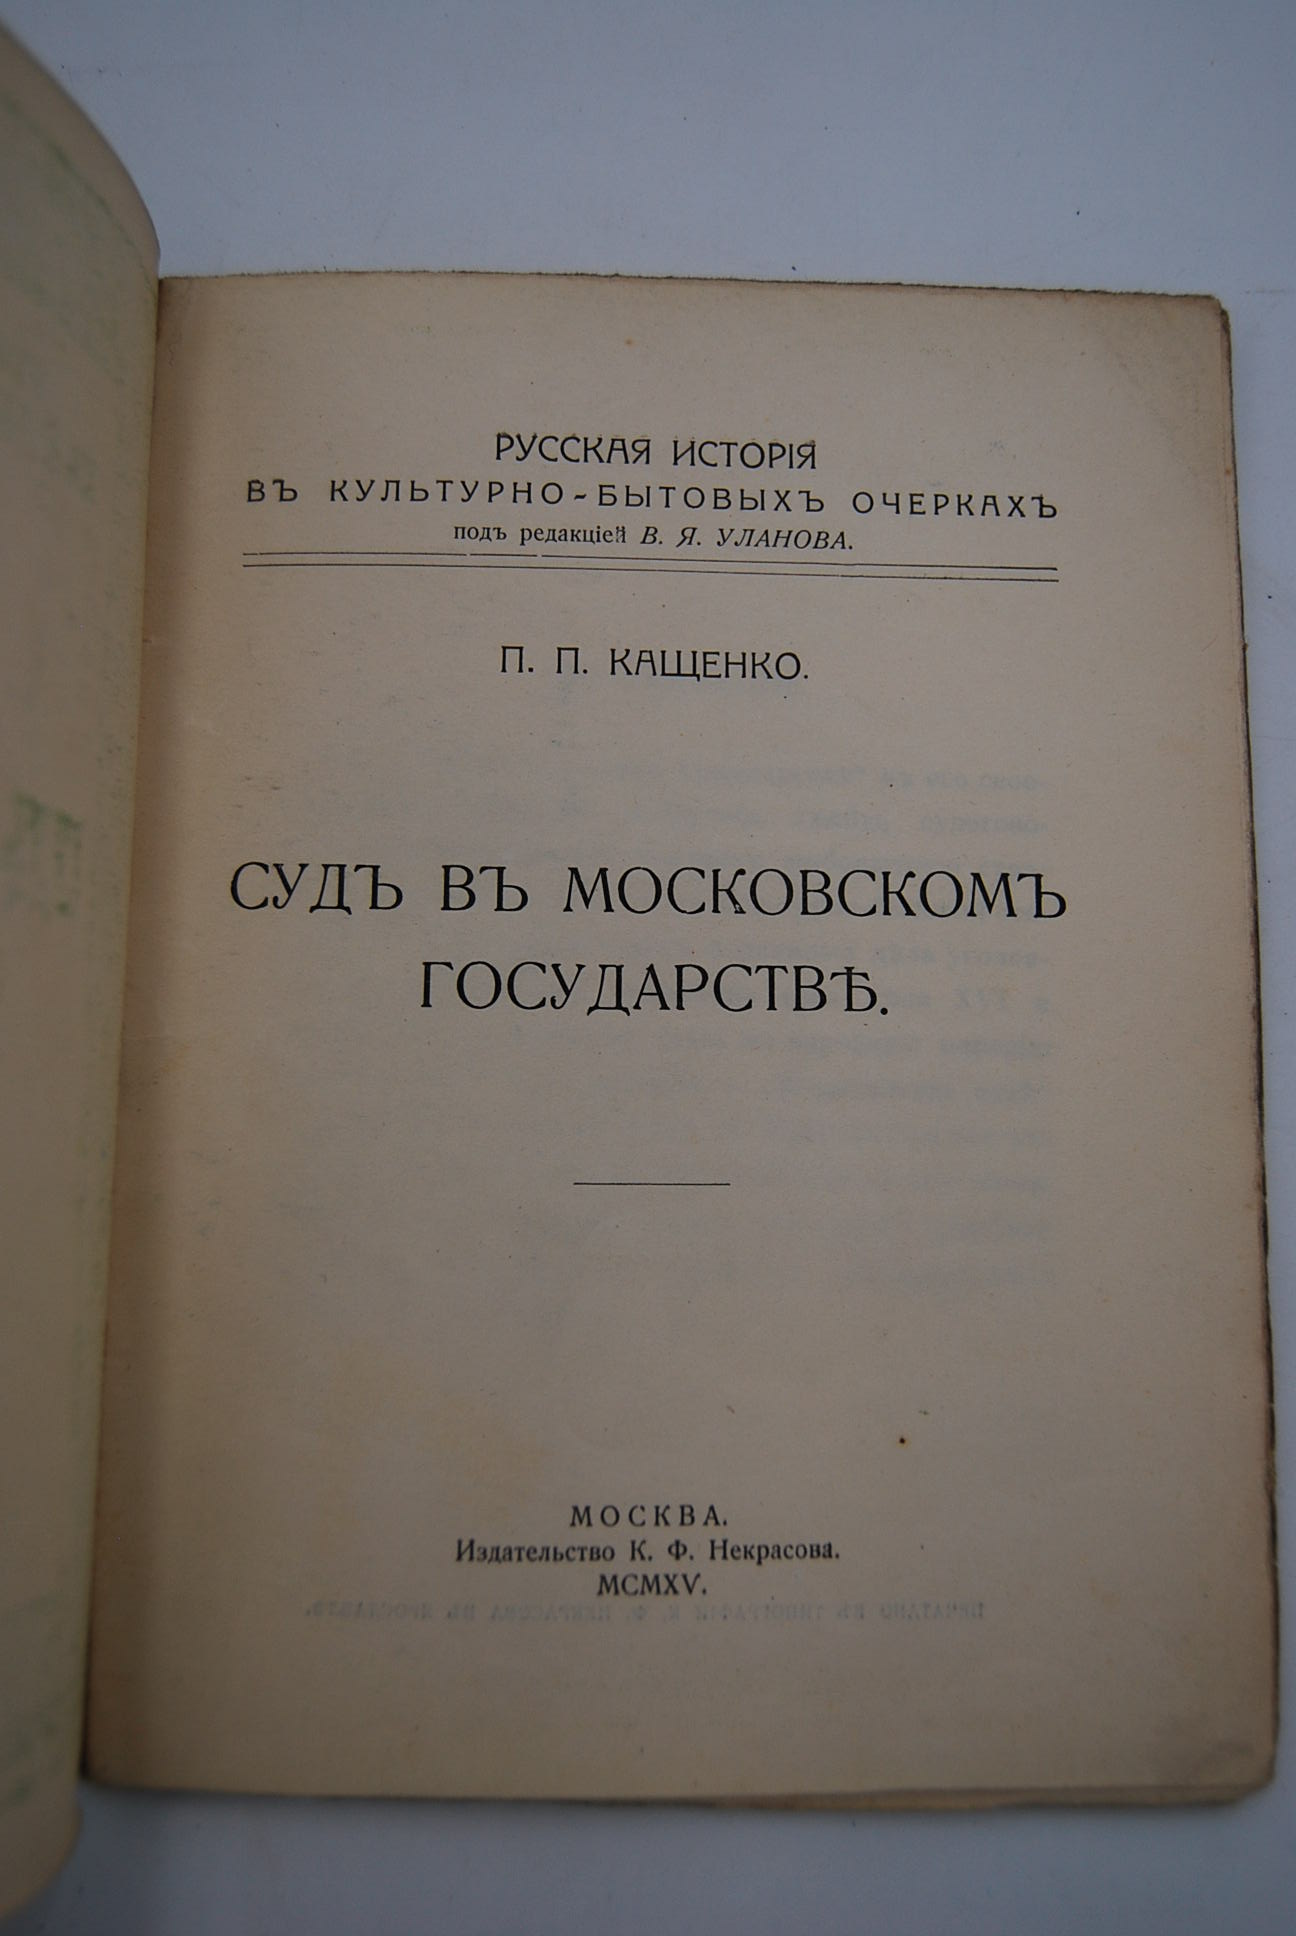 РУССКАЯ ИСТОРІЯ
ВЪ КУЛЬТУРНО-БЫТОВЫХЪ ОЧЕРКАХЪ
подъ редакціей В. Я. УЛАНОВА.
П. П. КАЩЕНКО.
СУДЪ ВЪ МОСКОВСКОМЪ
ГОСУДАРСТВѢ.
МОСКВА.
Издательство К. Ф. Некрасова.
MCMXV.